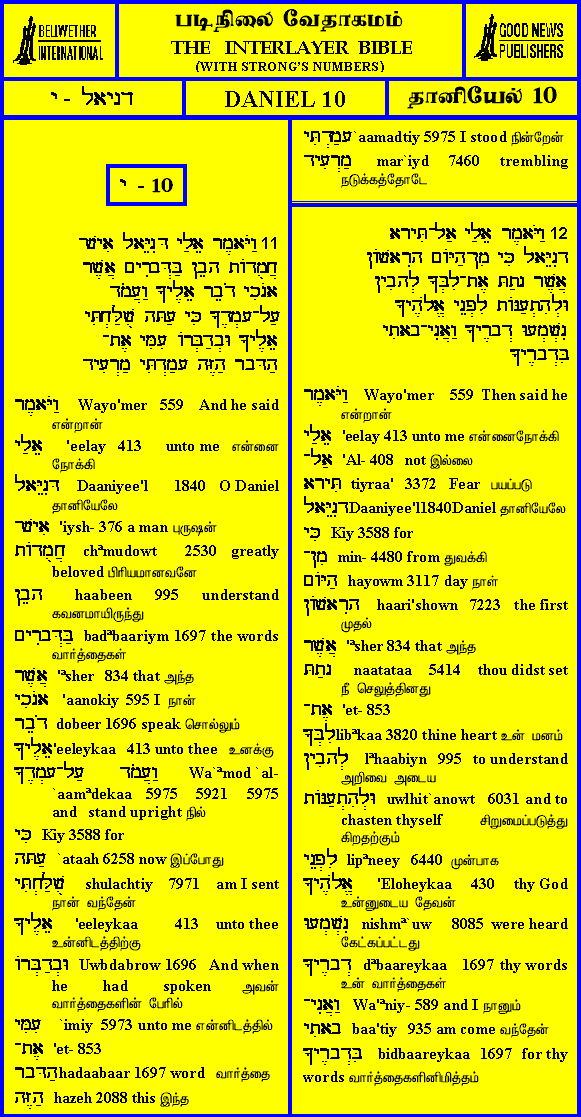 BELLWETHER
INTERNATIONAL
படிநிலை வேதாகமம்
THE INTERLAYER BIBLE
(WITH STRONG'S NUMBERS)
GOOD NEWS
PUBLISHERS
דניאל - י
DANIEL 10
தானியேல் 10
י - 10
11 וַיֹּאמֶר אֵלַי דָּנִיֵּאל אִישׁ־
חֲמֻדוֹת הָבֵן בַּדְּבָרִים אֲשֶׁר
אָנֹכִי דֹבֵר אֵלֶיךָ וַעֲמֹד
עַל־עָמְדֶךָ כִּי עַתָּה שֻׁלַּחְתִּי
אֵלֶיךָ וּבְדַבְּרוֹ עִמִּי אֶת־
הַדָּבָר הַזֶּה עָמַדְתִּי מַרְעִיד
וַיֹּאמֶר Wayo'mer 559 And he said
என்றான்
אֵלַי 'eelay 413 unto me என்னை
நோக்கி
דָּנִיֵּאל Daaniyee'l 1840 O Daniel
தானியேலே
אִישׁ־ 'iysh- 376 a man புருஷன்
חֲמֻדוֹת chªmudowt 2530 greatly
beloved பிரியமானவனே
הָבֵן haabeen 995 understand
கவனமாயிருந்து
בַּדְּבָרִים badªbaariym 1697 the words
வார்த்தைகள்
אֲשֶׁר 'ªsher 834 that அந்த
אָנֹכִי 'aanokiy 595 I நான்
דֹבֵר dobeer 1696 speak சொல்லும்
אֵלֶיךָ 'eeleykaa 413 unto thee உனக்கு
וַעֲמֹד עַל־עָמְדֶךָ Wa`ªmod `al-
`aamªdekaa 5975 5921 5975
and stand upright நில்
כִּי Kiy 3588 for
עַתָּה `ataah 6258 now இப்போது
שֻׁלַּחְתִּי shulachtiy 7971 am I sent
நான் வந்தேன்
אֵלֶיךָ 'eeleykaa 413 unto thee
உன்னிடத்திற்கு
וּבְדַבְּרוֹ Uwbdabrow 1696 And when
he had spoken அவன்
வார்த்தைகளின் பேரில்
עִמִּי `imiy 5973 unto me என்னிடத்தில்
אֶת־ 'et- 853
הַדָּבָר hadaabaar 1697 word வார்த்தை
הַזֶּה hazeh 2088 this இந்த
עָמַדְתִּי `aamadtiy 5975 I stood நின்றேன்
מַרְעִיד mar`iyd 7460 trembling
நடுக்கத்தோடே
12 וַיֹּאמֶר אֵלַי אַל־תִּירָא
דָנִיֵּאל כִּי מִן־הַיּוֹם הָרִאשׁוֹן
אֲשֶׁר נָתַתָּ אֶת־לִבְּךָ לְהָבִין
וּלְהִתְעַנּוֹת לִפְנֵי אֱלֹהֶיךָ
נִשְׁמְעוּ דְבָרֶיךָ וַאֲנִי־בָאתִי
בִּדְבָרֶיךָ
וַיֹּאמֶר Wayo'mer 559 Then said he
என்றான்
אֵלַי 'eelay 413 unto me என்னைநோக்கி
אַל־ 'Al- 408 not இல்லை
תִּירָא tiyraa' 3372 Fear பயப்படு
דָנִיֵּאל Daaniyee'l1840Daniel தானியேலே
כִּי Kiy 3588 for
מִן־ min- 4480 from துவக்கி
הַיּוֹם hayowm 3117 day நாள்
הָרִאשׁוֹן haari'shown 7223 the first
முதல்
אֲשֶׁר 'ªsher 834 that அந்த
נָתַתָּ naatataa 5414 thou didst set
நீ செலுத்தினது
אֶת־ 'et- 853
לִבְּךָ libªkaa 3820 thine heart உன் மனம்
לְהָבִין lªhaabiyn 995 to understand
அறிவை அடைய
וּלְהִתְעַנּוֹת uwlhit`anowt 6031 and to
chasten thyself சிறுமைப்படுத்து
கிறதற்கும்
לִפְנֵי lipªneey 6440 முன்பாக
אֱלֹהֶיךָ 'Eloheykaa 430 thy God
உன்னுடைய தேவன்
נִשְׁמְעוּ nishmª`uw 8085 were heard
கேட்கப்பட்டது
דְבָרֶיךָ dªbaareykaa 1697 thy words
உன் வார்த்தைகள்
וַאֲנִי־ Wa'ªniy- 589 and I நானும்
בָאתִי baa'tiy 935 am come வந்தேன்
בִּדְבָרֶיךָ bidbaareykaa 1697 for thy
words வார்த்தைகளினிமித்தம்